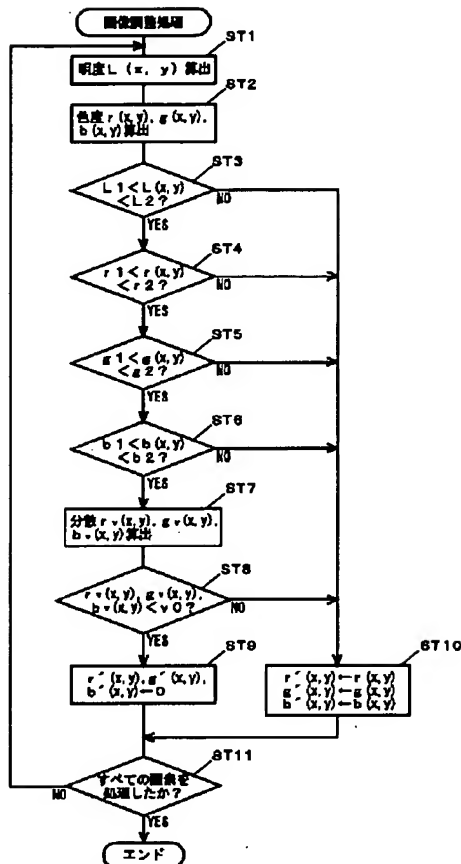 画像調整処理
ST1
明度L(x, y)算出
ST2
色度r(x,y), g(x,y),
b(x,y)算出
ST3
L1<L(x,y)
<L2?
NO
YES
ST4
r1<r(x,y)
<r2?
NO
YES
ST5
g1<g(x,y)
<g2?
NO
YES
ST6
b1<b(x,y)
<b2?
NO
YES
ST7
分散rv(x,y), gv(x,y),
bv(x,y)算出
ST8
rv(x,y), gv(x,y),
bv(x,y)<v0?
NO
YES
ST9
r″(x,y), g″(x,y),
b″(x,y)←0
ST10
r″(x,y)←r(x,y)
g″(x,y)←g(x,y)
b″(x,y)←b(x,y)
ST11
すべての画素を
処理したか?
NO
YES
エンド